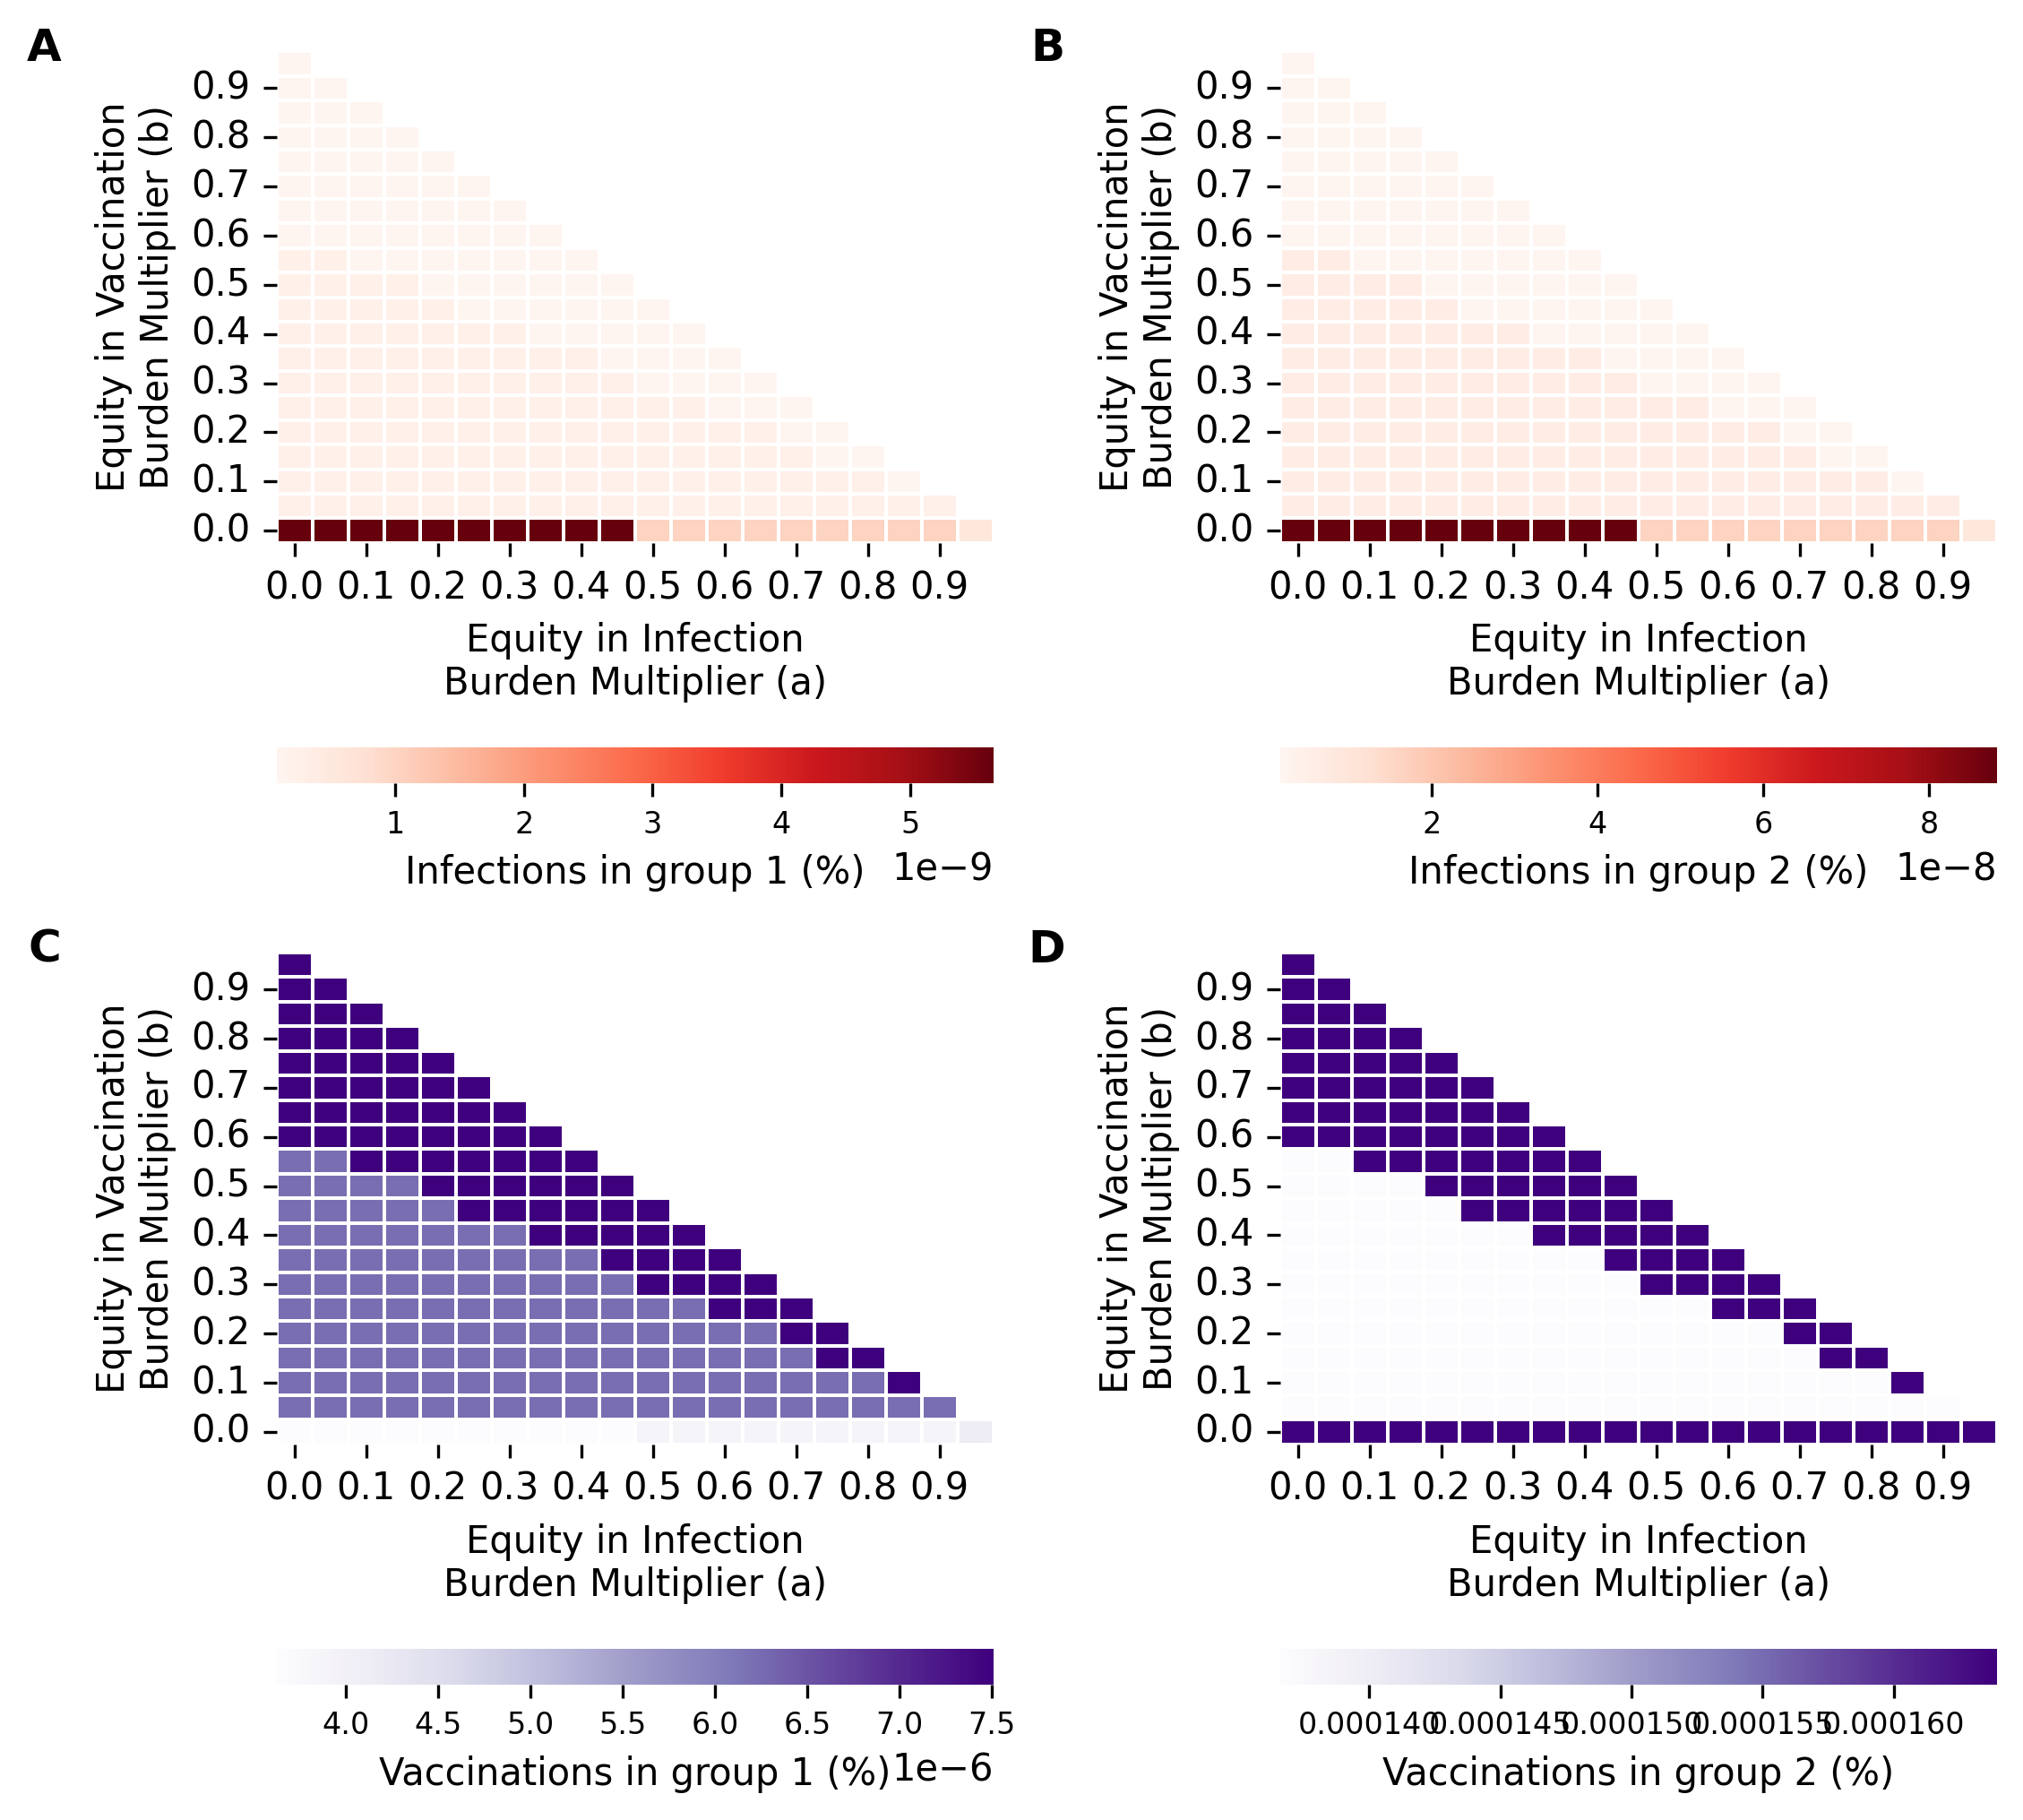 A
Equity in Vaccination
Burden Multiplier (b)
0.9
0.8
0.7
0.6
0.5
0.4
0.3
0.2
0.1
0.0
0.0 0.1 0.2 0.3 0.4 0.5 0.6 0.7 0.8 0.9
Equity in Infection
Burden Multiplier (a)
1 2 3 4 5
Infections in group 1 (%) 1e−9
B
Equity in Vaccination
Burden Multiplier (b)
0.9
0.8
0.7
0.6
0.5
0.4
0.3
0.2
0.1
0.0
0.0 0.1 0.2 0.3 0.4 0.5 0.6 0.7 0.8 0.9
Equity in Infection
Burden Multiplier (a)
2 4 6 8
Infections in group 2 (%) 1e−8
C
Equity in Vaccination
Burden Multiplier (b)
0.9
0.8
0.7
0.6
0.5
0.4
0.3
0.2
0.1
0.0
0.0 0.1 0.2 0.3 0.4 0.5 0.6 0.7 0.8 0.9
Equity in Infection
Burden Multiplier (a)
4.0 4.5 5.0 5.5 6.0 6.5 7.0 7.5
Vaccinations in group 1 (%) 1e−6
D
Equity in Vaccination
Burden Multiplier (b)
0.9
0.8
0.7
0.6
0.5
0.4
0.3
0.2
0.1
0.0
0.0 0.1 0.2 0.3 0.4 0.5 0.6 0.7 0.8 0.9
Equity in Infection
Burden Multiplier (a)
0.000140 0.000145 0.000150 0.000155 0.000160
Vaccinations in group 2 (%)